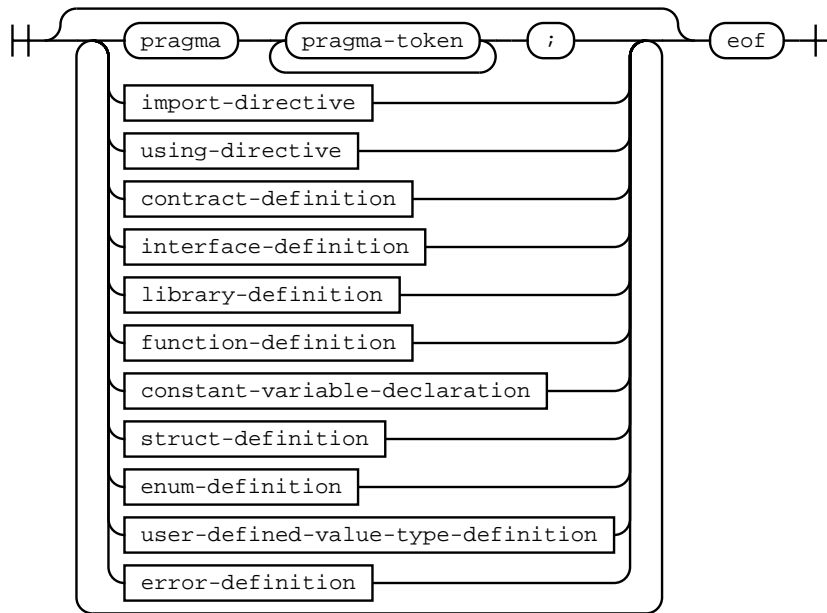 pragma pragma-token ; eof
import-directive
using-directive
contract-definition
interface-definition
library-definition
function-definition
constant-variable-declaration
struct-definition
enum-definition
user-defined-value-type-definition
error-definition